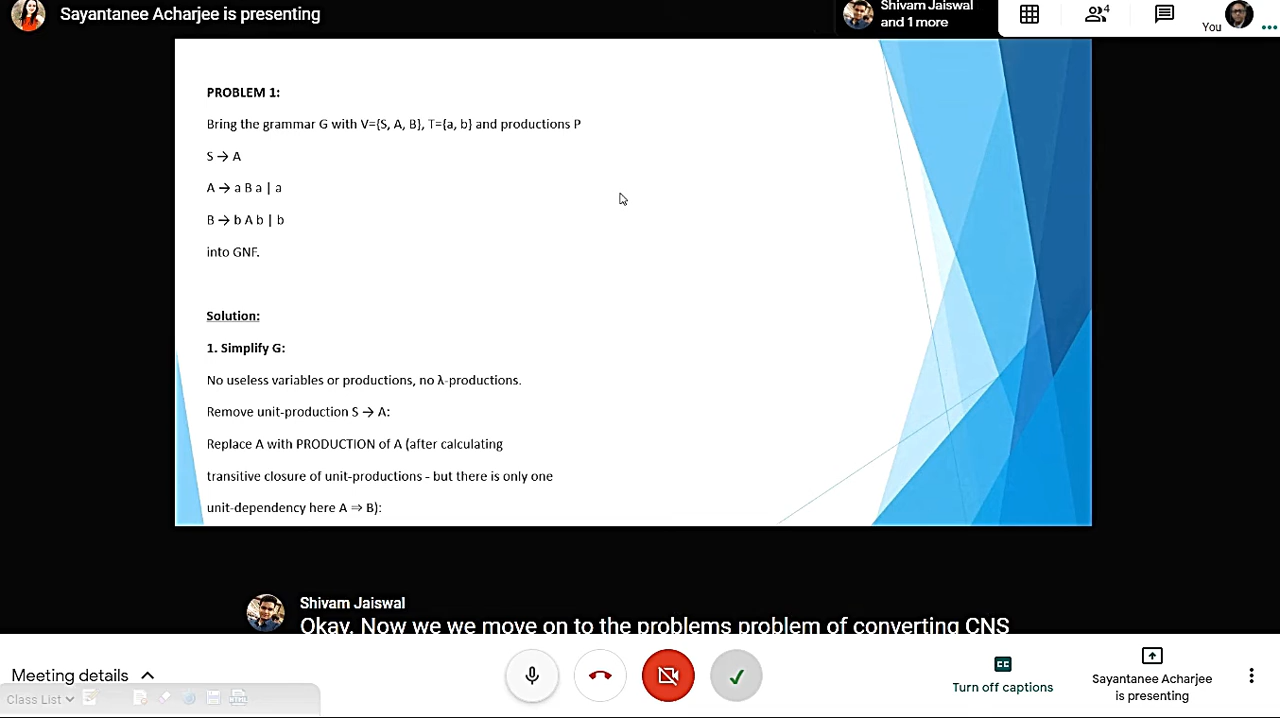 Sayantanee Acharjee is presenting
Shivam Jaiswal
and 1 more
4
You
PROBLEM 1:
Bring the grammar G with V={S, A, B}, T={a, b} and productions P
S → A
A → a B a | a
B → b A b | b
into GNF.
Solution:
1. Simplify G:
No useless variables or productions, no λ-productions.
Remove unit-production S → A:
Replace A with PRODUCTION of A (after calculating
transitive closure of unit-productions - but there is only one
unit-dependency here A ⇒ B):
Shivam Jaiswal
Okay. Now we we move on to the problems problem of converting CNS
Meeting details
Turn off captions
Sayantanee Acharjee
is presenting
Class List